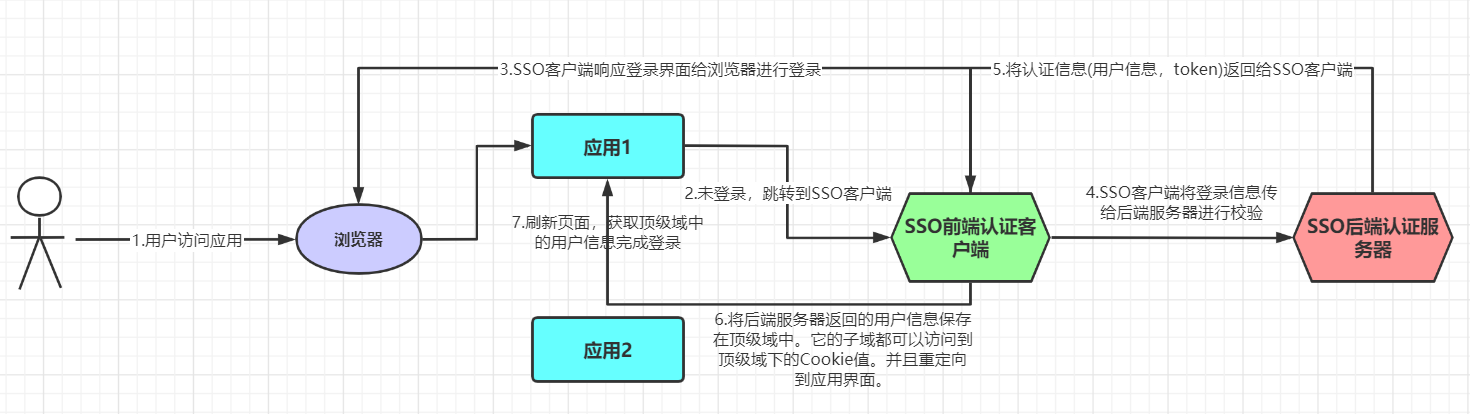 3.SSO客户端响应登录界面给浏览器进行登录
5.将认证信息(用户信息，token)返回给SSO客户端
应用1
2.未登录，跳转到SSO客户端
4.SSO客户端将登录信息传
给后端服务器进行校验
7.刷新页面，获取顶级域中
的用户信息完成登录
1.用户访问应用
浏览器
SSO前端认证客
户端
SSO后端认证服
务器
6.将后端服务器返回的用户信息保存
在顶级域中。它的子域都可以访问到
顶级域下的Cookie值。并且重定向
到应用界面。
应用2